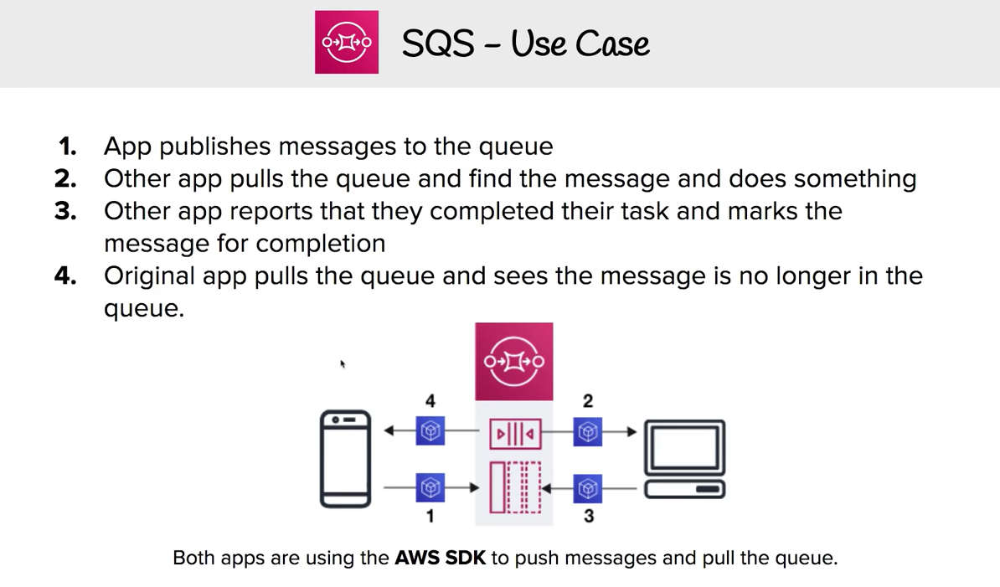 SQS – Use Case
1. App publishes messages to the queue
2. Other app pulls the queue and find the message and does something
3. Other app reports that they completed their task and marks the
message for completion
4. Original app pulls the queue and sees the message is no longer in the
queue.
4 2
1 3
Both apps are using the AWS SDK to push messages and pull the queue.